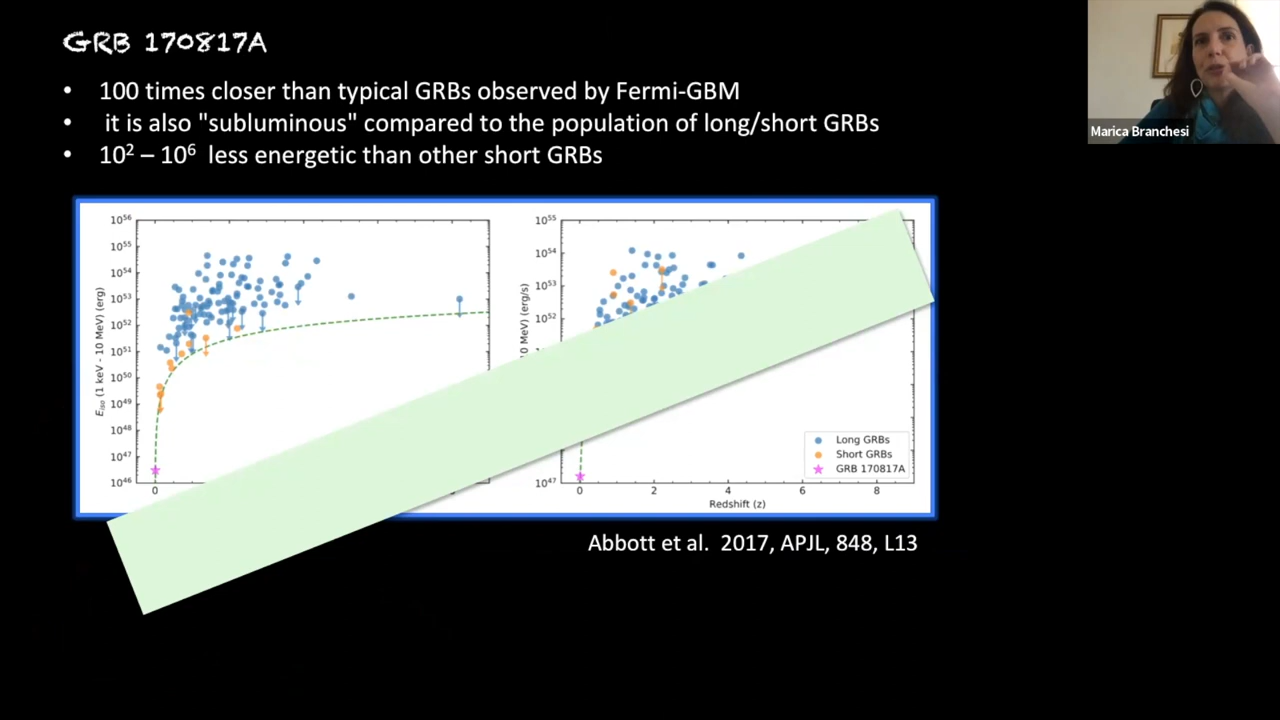 GRB 170817A
• 100 times closer than typical GRBs observed by Fermi-GBM
• it is also "subluminous" compared to the population of long/short GRBs
• 10² – 10⁶ less energetic than other short GRBs
Marica Branchesi
10⁵⁶
10⁵⁵
10⁵⁴
10⁵³
10⁵²
10⁵¹
10⁵⁰
10⁴⁹
10⁴⁸
10⁴⁷
10⁴⁶
Eiso (1 keV - 10 MeV) (erg)
0
10⁵⁵
10⁵⁴
10⁵³
10⁵²
10⁴⁷
MeV) (erg/s)
0 2 4 6 8
Redshift (z)
Long GRBs
Short GRBs
GRB 170817A
Abbott et al. 2017, APJL, 848, L13